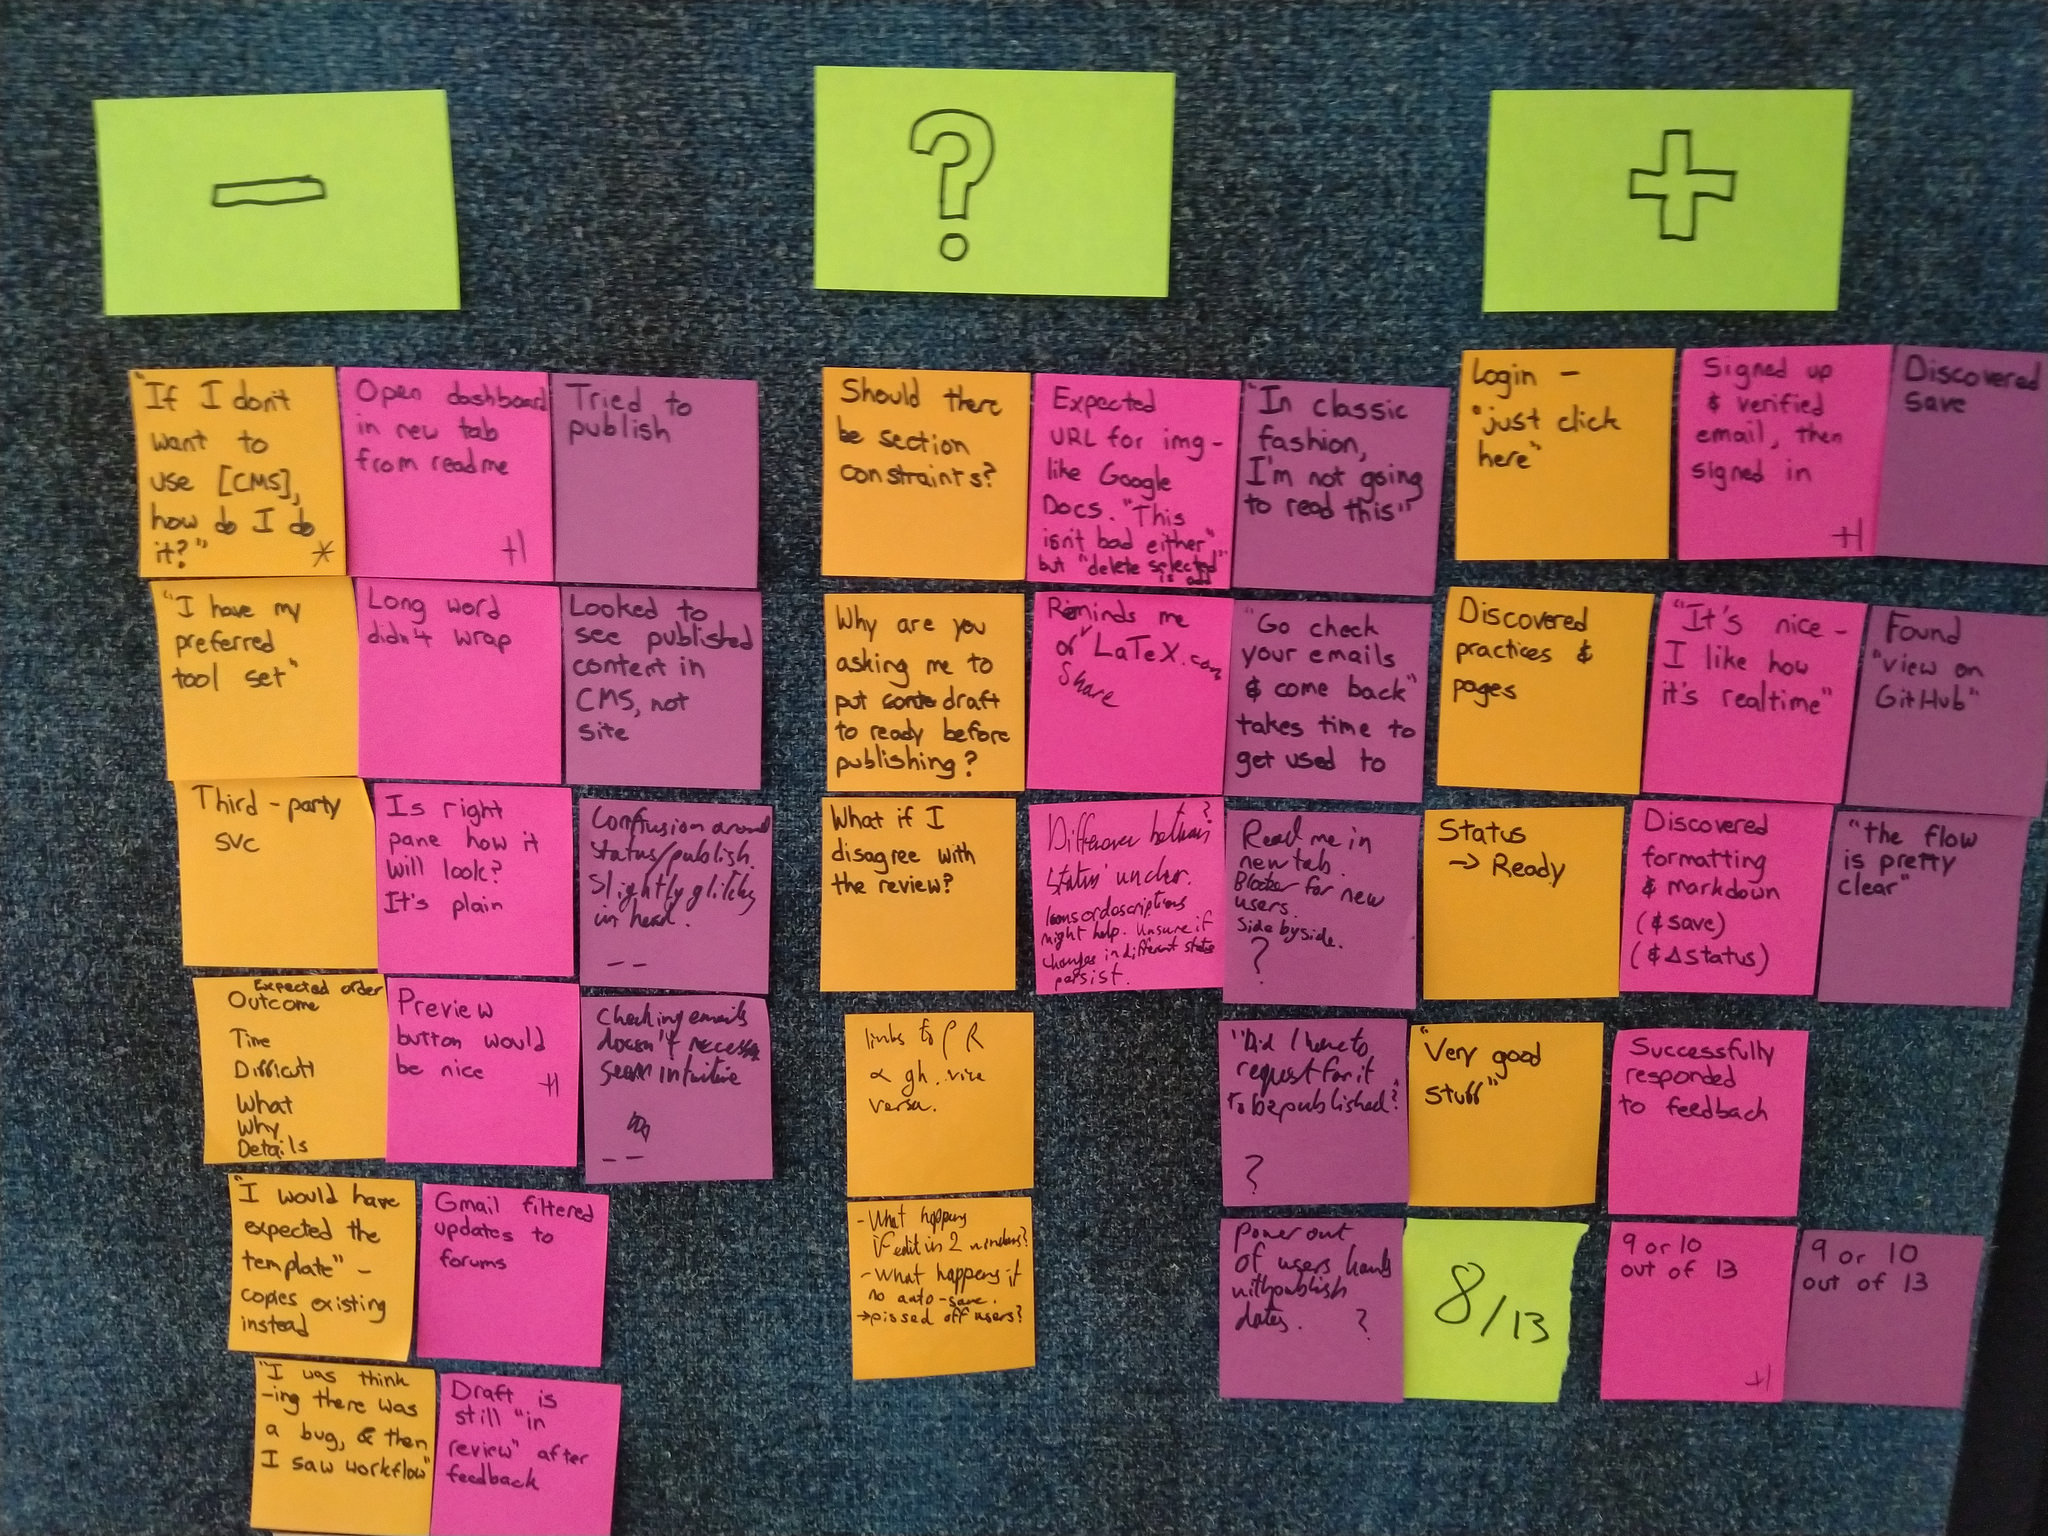 −
?
+
"If I don't
want to
use [CMS],
how do I do
it?"
*
Open dashboard
in new tab
from readme
+1
Tried to
publish
"I have my
preferred
tool set"
Long word
didn't wrap
Looked to
see published
content in
CMS, not
site
Third-party
svc
Is right
pane how it
will look?
It's plain
Confusion around
status/publish.
Slightly glitchy
in head.
– –
Expected order
Outcome
Time
Difficult
What
Why
Details
Preview
button would
be nice
+1
Checking emails
doesn't
seem intuitive
– –
"I would have
expected the
template" –
copies existing
instead
Gmail filtered
updates to
forums
"I was think
-ing there was
a bug, & then
I saw workflow"
Draft is
still "in
review" after
feedback
Should there
be section
constraints?
Expected
URL for img –
like Google
Docs. "This
isn't bad either"
but "delete selected"
is odd
"In classic
fashion,
I'm not going
to read this"
Why are you
asking me to
put draft
to ready before
publishing?
Reminds me
of LaTeX.com
Share
"Go check
your emails
& come back"
takes time to
get used to
What if I
disagree with
the review?
Difference between?
'status' unclear.
Icons or descriptions
might help. Unsure if
changes in different status
persist.
Read me in
new tab.
Blocker for new
users.
Side by side.
?
links to PR
gh. vice
versa.
"Did I have to
request for it
to be published?
?
– What happens
if edit in 2 windows?
– What happens if
no auto-save.
→ pissed off users?
Power out
of users hands
with publish
dates. ?
Login –
"just click
here"
Signed up
& verified
email, then
signed in
+1
Discovered
save
Discovered
practices &
pages
"It's nice –
I like how
it's realtime"
Found
"view on
GitHub"
Status
→ Ready
Discovered
formatting
& markdown
(& save)
(& Δ status)
"the flow
is pretty
clear"
"Very good
stuff"
Successfully
responded
to feedback
8/13
9 or 10
out of 13
+1
9 or 10
out of 13